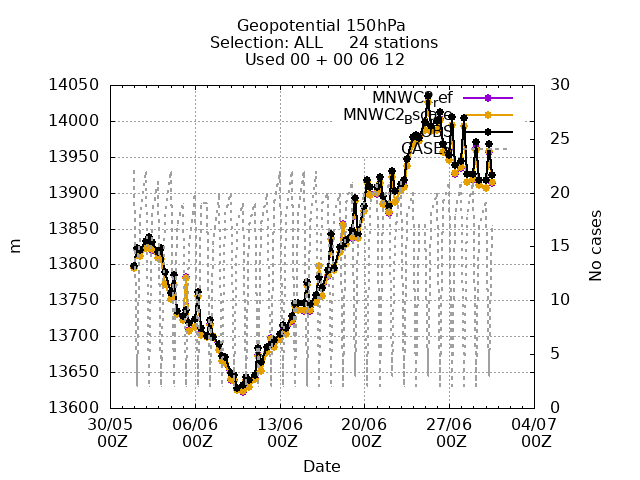 Geopotential 150hPa
Selection: ALL 24 stations
Used 00 + 00 06 12
14050
14000
13950
13900
13850
13800
13750
13700
13650
13600
m
30
25
20
15
10
5
0
No cases
MNWC3ref
MNWC2B
OBS
CASES
30/05 06/06 13/06 20/06 27/06 04/07
00Z 00Z 00Z 00Z 00Z 00Z
Date